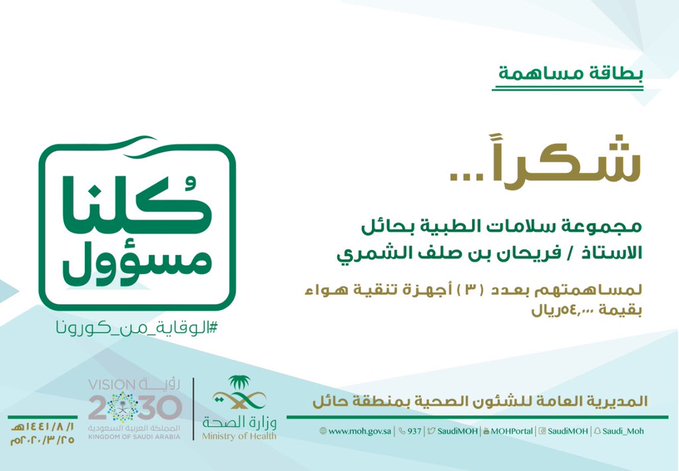 بطاقة مساهمة
شكراً...
مجموعة سلامات الطبية بحائل
الاستاذ / فريحان بن صلف الشمري
لمساهمتهم بعدد (٣) أجهزة تنقية هواء
بقيمة ٥٤,٠٠٠ريال
كُلنا
مسؤول
#الوقاية_من_كورونا
المديرية العامة للشئون الصحية بمنطقة حائل
www.moh.gov.sa | 937 | SaudiMOH | MOHPortal | SaudiMOH | Saudi_Moh
وزارة الصحة
Ministry of Health
VISION رؤيــة
2030
المملكة العربية السعودية
KINGDOM OF SAUDI ARABIA
١٤٤١/٨/١هـ
٢٠٢٠/٣/٢٥م